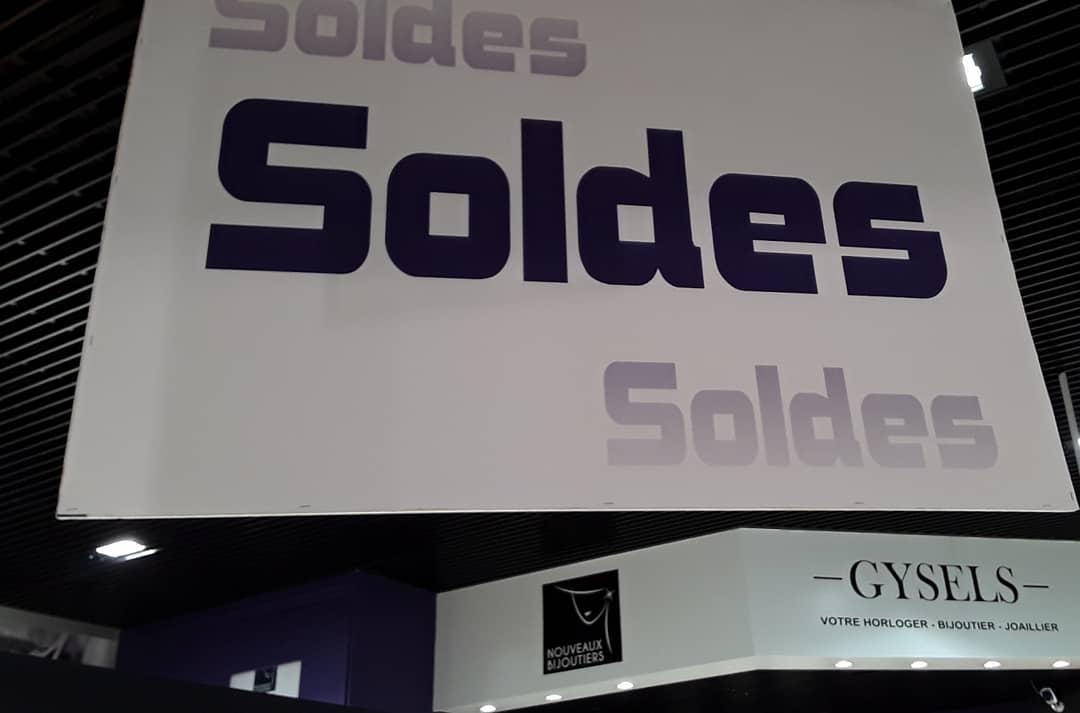 Soldes
Soldes
Soldes
GYSELS
VOTRE HORLOGER - BIJOUTIER - JOAILLIER
NOUVEAUX
BIJOUTIERS